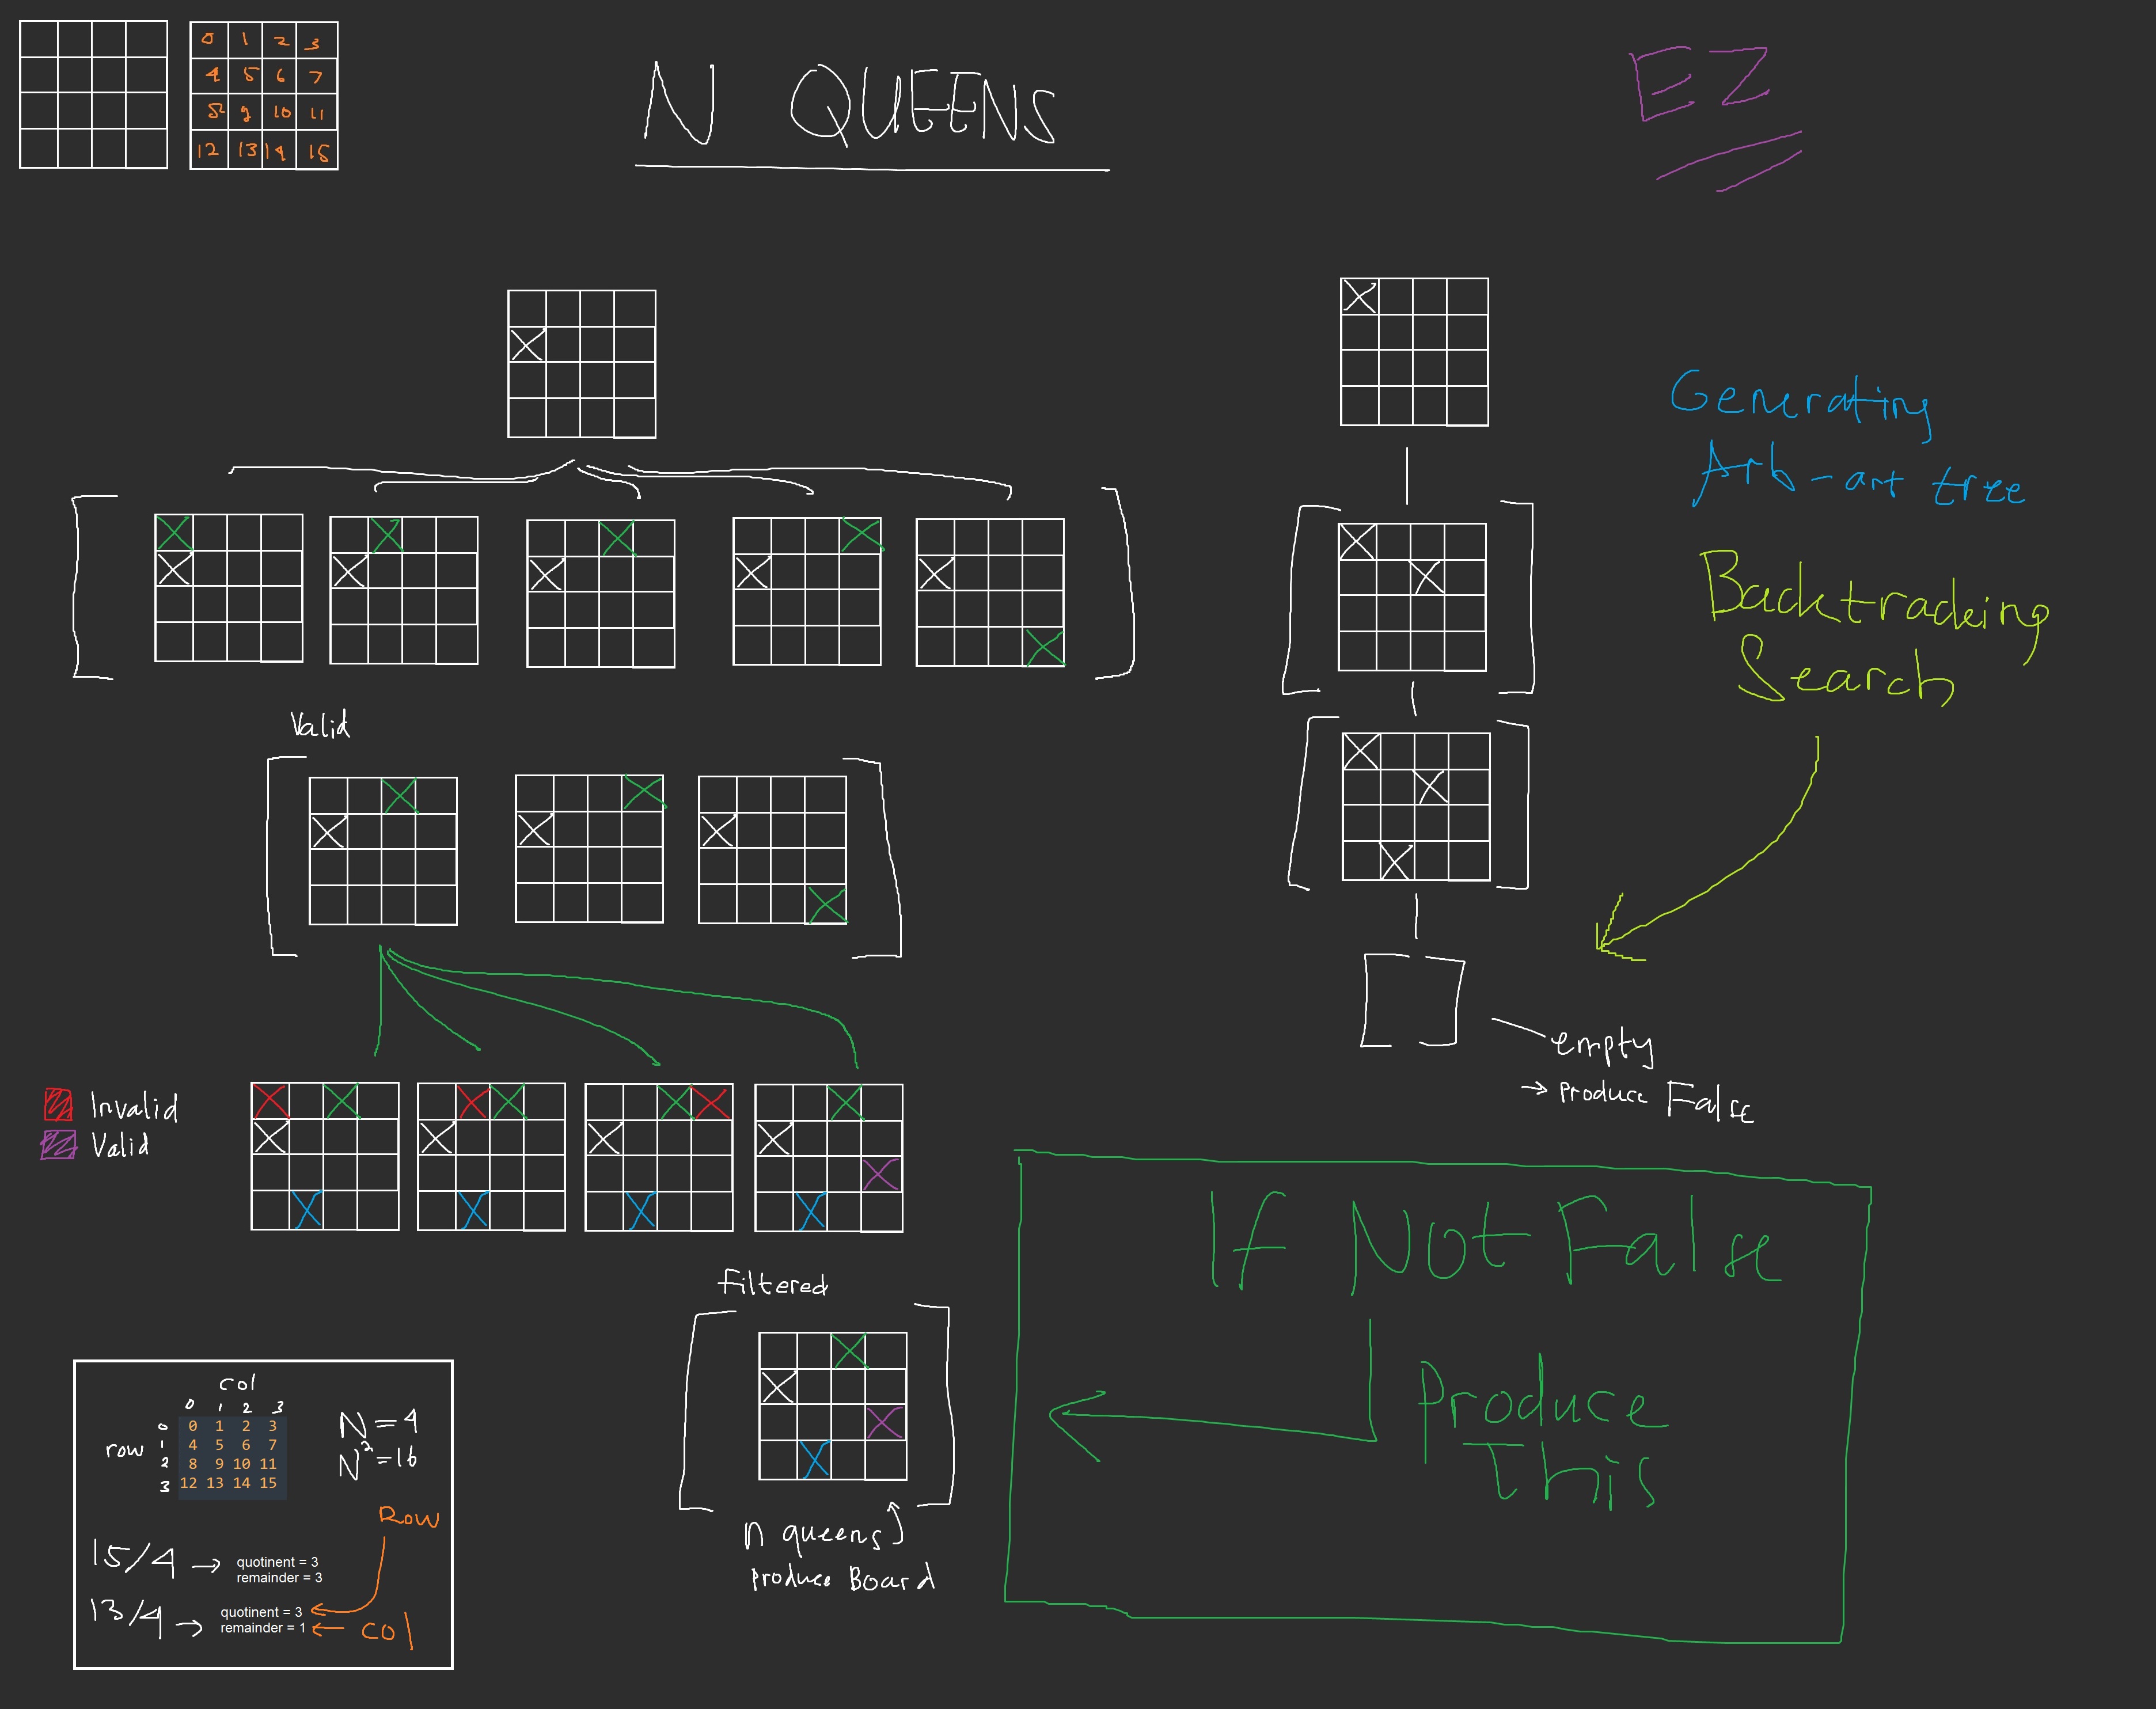 0 1 2 3
4 5 6 7
8 9 10 11
12 13 14 15
N QUEENS
EZ
Generating
Arb-art tree
Backtracking
Search
Valid
empty
→ produce False
Invalid
Valid
If Not False
Produce
This
Filtered
n queens
produce Board
col
0 1 2 3
0 0 1 2 3
row 1 4 5 6 7
2 8 9 10 11
3 12 13 14 15
N=4
N²=16
Row
15/4 → quotinent = 3
remainder = 3
13/4 → quotinent = 3
remainder = 1
col